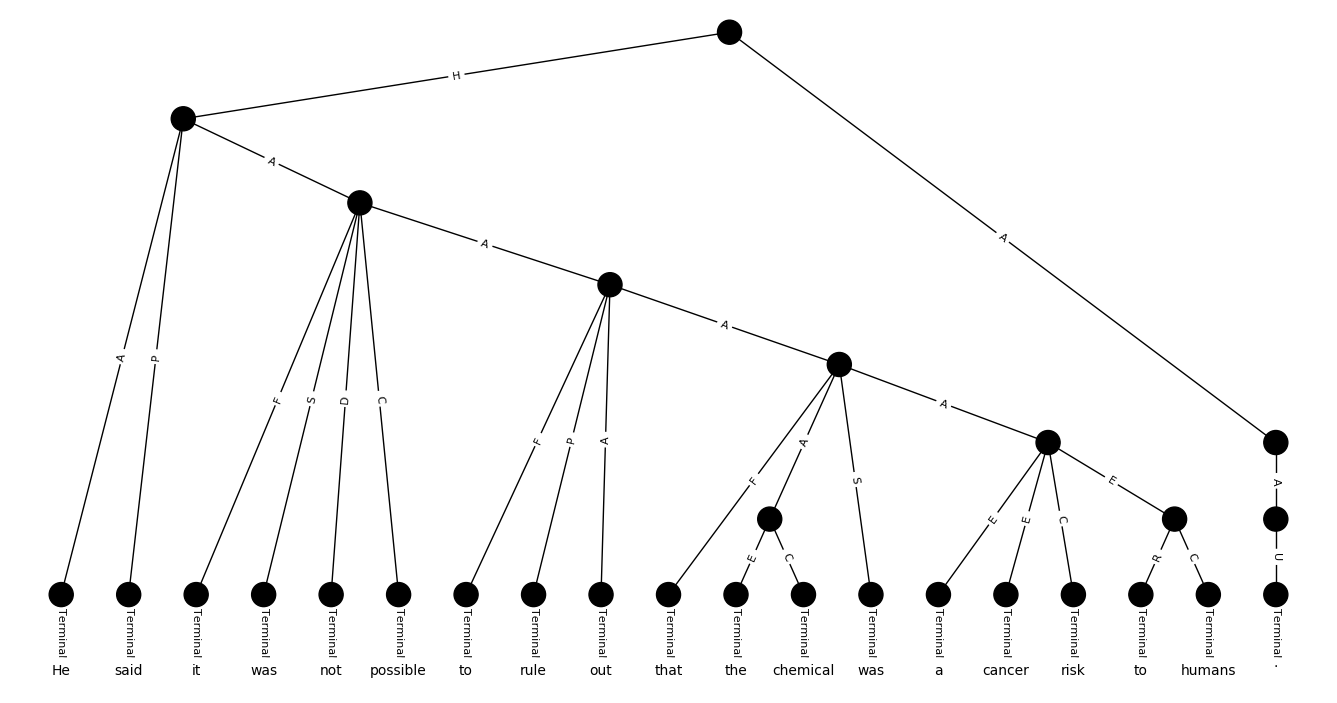 H
A
A
A
A
A
P
F
S
D
C
F
P
A
F
A
S
A
E
C
E
E
C
E
R
C
A
U
Terminal Terminal Terminal Terminal Terminal Terminal Terminal Terminal Terminal Terminal Terminal Terminal Terminal Terminal Terminal Terminal Terminal Terminal Terminal
He said it was not possible to rule out that the chemical was a cancer risk to humans .